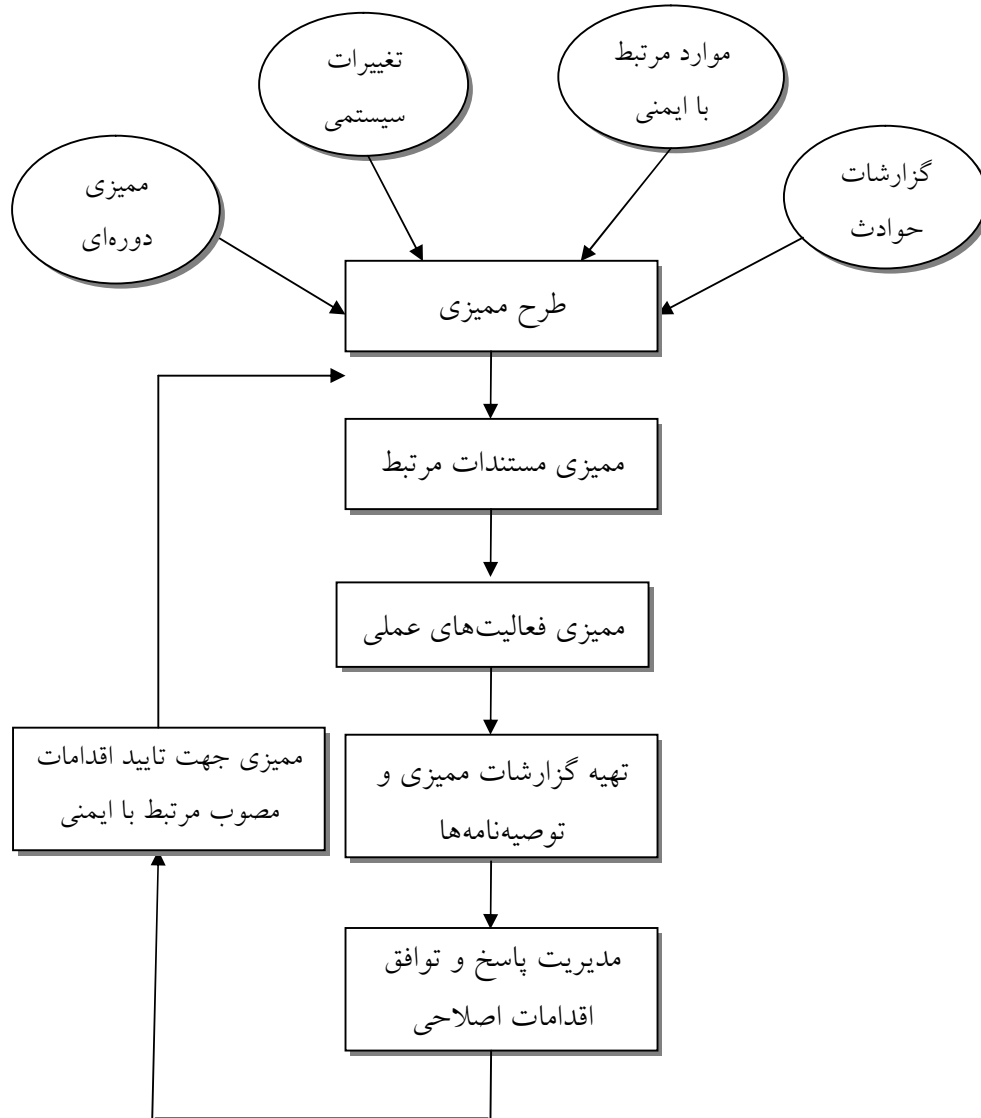 موارد مرتبط
با ایمنی
تغییرات
سیستمی
گزارشات
حوادث
ممیزی
دوره‌ای
طرح ممیزی
ممیزی مستندات مرتبط
ممیزی فعالیت‌های عملی
تهیه گزارشات ممیزی و
توصیه‌نامه‌ها
ممیزی جهت تایید اقدامات
مصوب مرتبط با ایمنی
مدیریت پاسخ و توافق
اقدامات اصلاحی